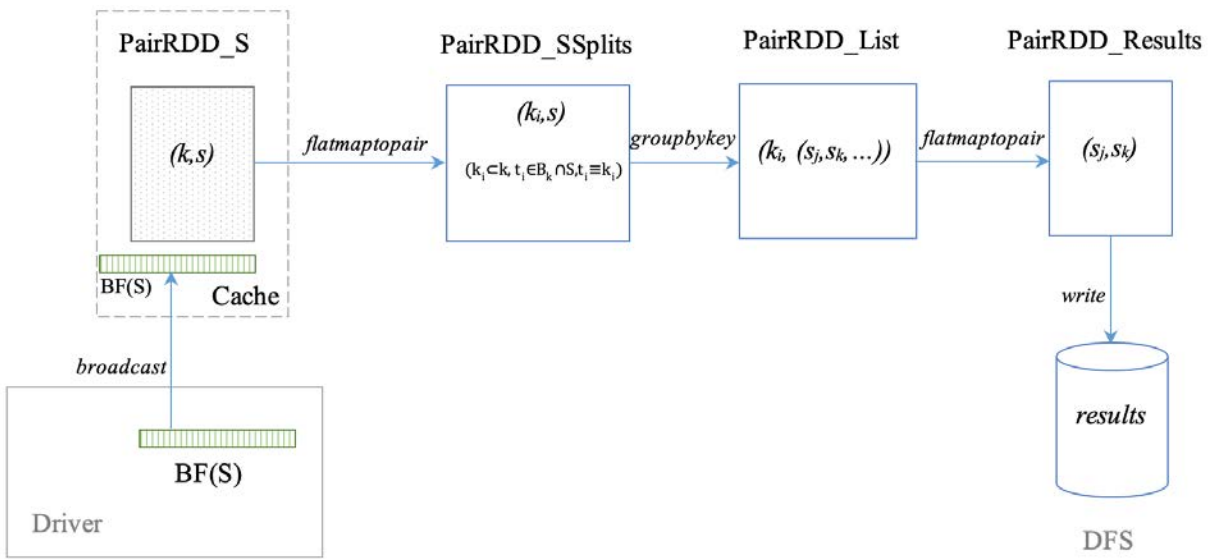 PairRDD_S
PairRDD_SSplits
PairRDD_List
PairRDD_Results
(k,s)
flatmaptopair
(kᵢ,s)
(kᵢ⊂k, tᵢ∈Bₖ∩S,tᵢ≡kᵢ)
groupbykey
(kᵢ, (sⱼ,sₖ,...))
flatmaptopair
(sⱼ,sₖ)
BF(S)
Cache
write
broadcast
results
BF(S)
Driver
DFS